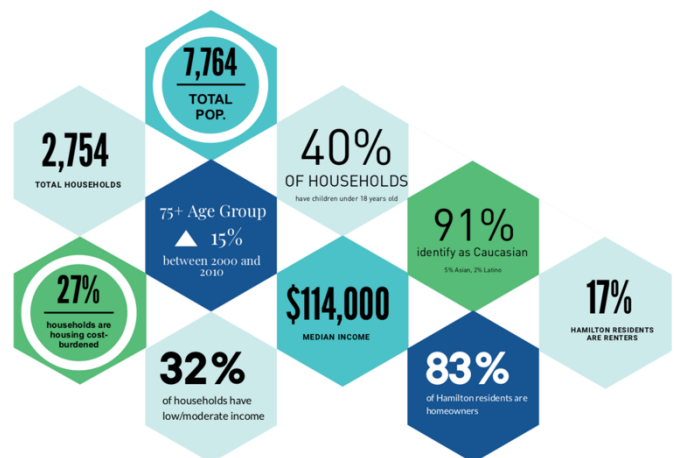 7,764
TOTAL
POP.
2,754
TOTAL HOUSEHOLDS
40%
OF HOUSEHOLDS
have children under 18 years old
75+ Age Group
15%
between 2000 and
2010
91%
identify as Caucasian
5% Asian, 2% Latino
27%
households are
housing cost-
burdened
$114,000
MEDIAN INCOME
17%
HAMILTON RESIDENTS
ARE RENTERS
32%
of households have
low/moderate income
83%
of Hamilton residents are
homeowners